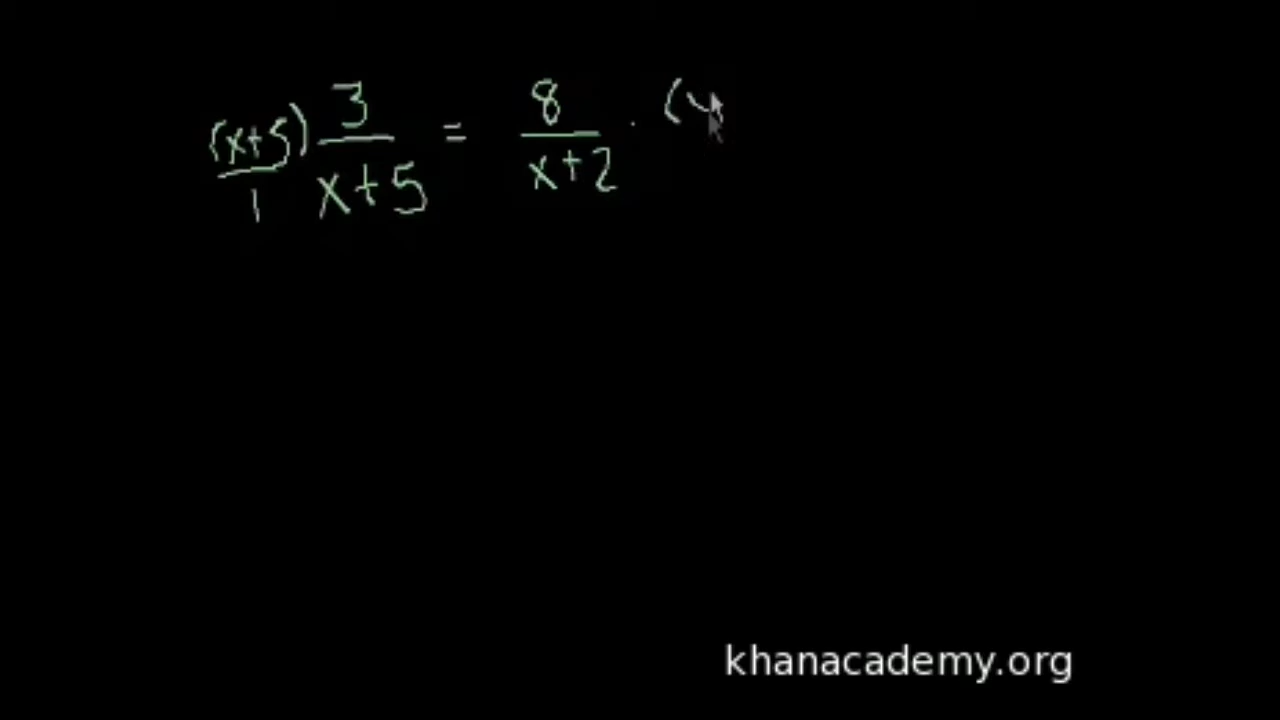 (x+5)/1 3/(x+5) = 8/(x+2) · (
khanacademy.org